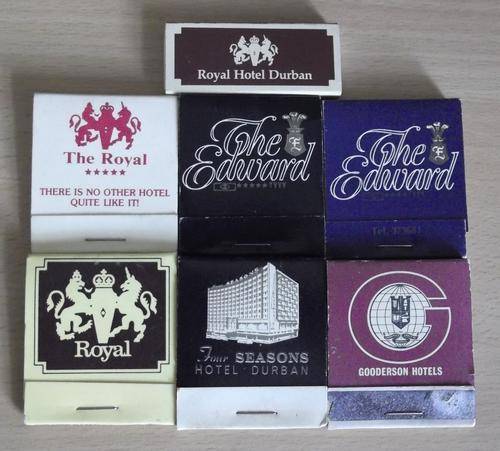 Royal Hotel Durban
The Royal
★★★★★
THERE IS NO OTHER HOTEL
QUITE LIKE IT!
The
Edward
E
★★★★★
The
Edward
E
Royal
Four SEASONS
HOTEL DURBAN
G
GOODERSON HOTELS